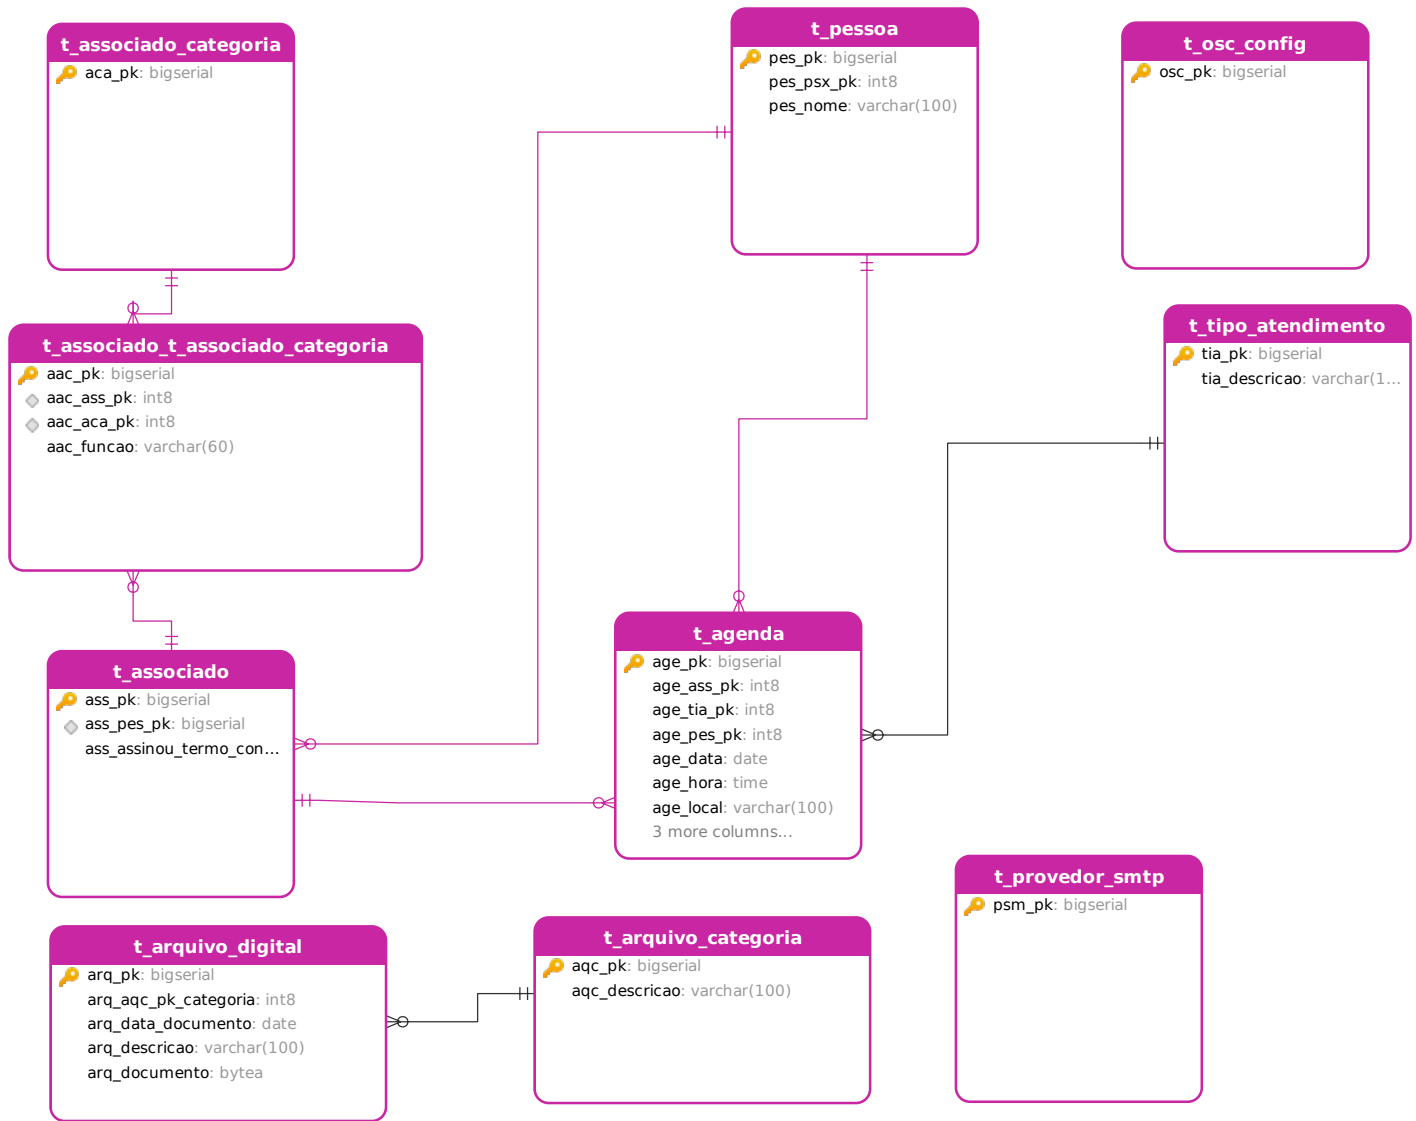 t_associado_categoria
aca_pk: bigserial
t_pessoa
pes_pk: bigserial
pes_psx_pk: int8
pes_nome: varchar(100)
t_osc_config
osc_pk: bigserial
t_associado_t_associado_categoria
aac_pk: bigserial
aac_ass_pk: int8
aac_aca_pk: int8
aac_funcao: varchar(60)
t_tipo_atendimento
tia_pk: bigserial
tia_descricao: varchar(1...
t_associado
ass_pk: bigserial
ass_pes_pk: bigserial
ass_assinou_termo_con...
t_agenda
age_pk: bigserial
age_ass_pk: int8
age_tia_pk: int8
age_pes_pk: int8
age_data: date
age_hora: time
age_local: varchar(100)
3 more columns...
t_provedor_smtp
psm_pk: bigserial
t_arquivo_digital
arq_pk: bigserial
arq_aqc_pk_categoria: int8
arq_data_documento: date
arq_descricao: varchar(100)
arq_documento: bytea
t_arquivo_categoria
aqc_pk: bigserial
aqc_descricao: varchar(100)